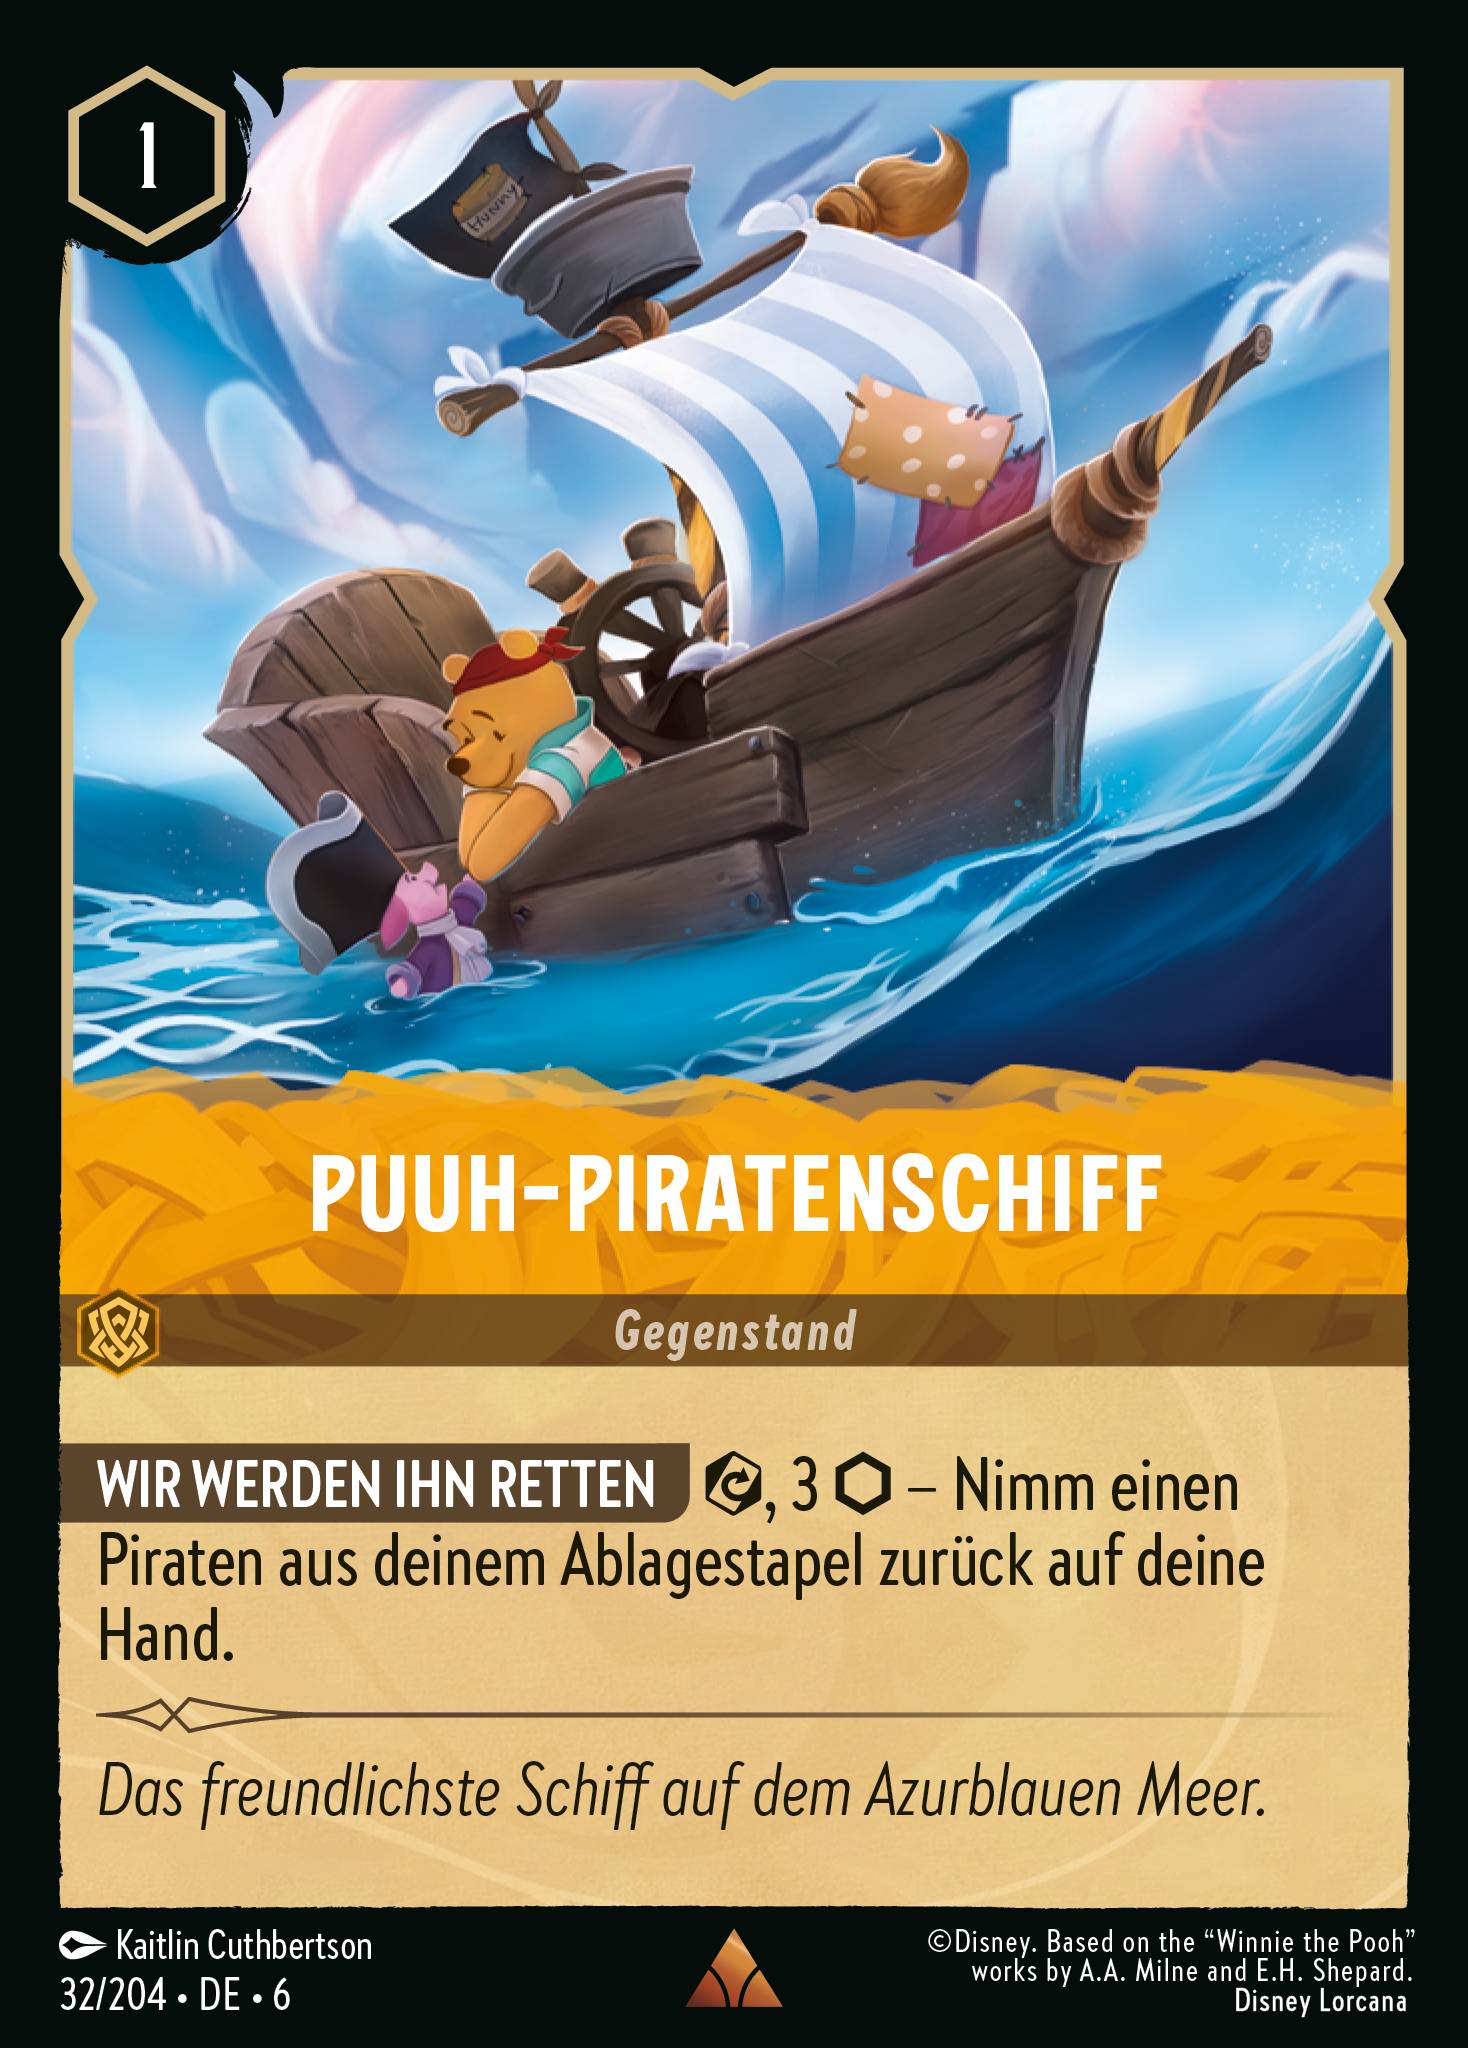 1
Hunny
PUUH-PIRATENSCHIFF
Gegenstand
WIR WERDEN IHN RETTEN , 3 – Nimm einen
Piraten aus deinem Ablagestapel zurück auf deine
Hand.
Das freundlichste Schiff auf dem Azurblauen Meer.
Kaitlin Cuthbertson
32/204 • DE • 6
©Disney. Based on the “Winnie the Pooh”
works by A.A. Milne and E.H. Shepard.
Disney Lorcana